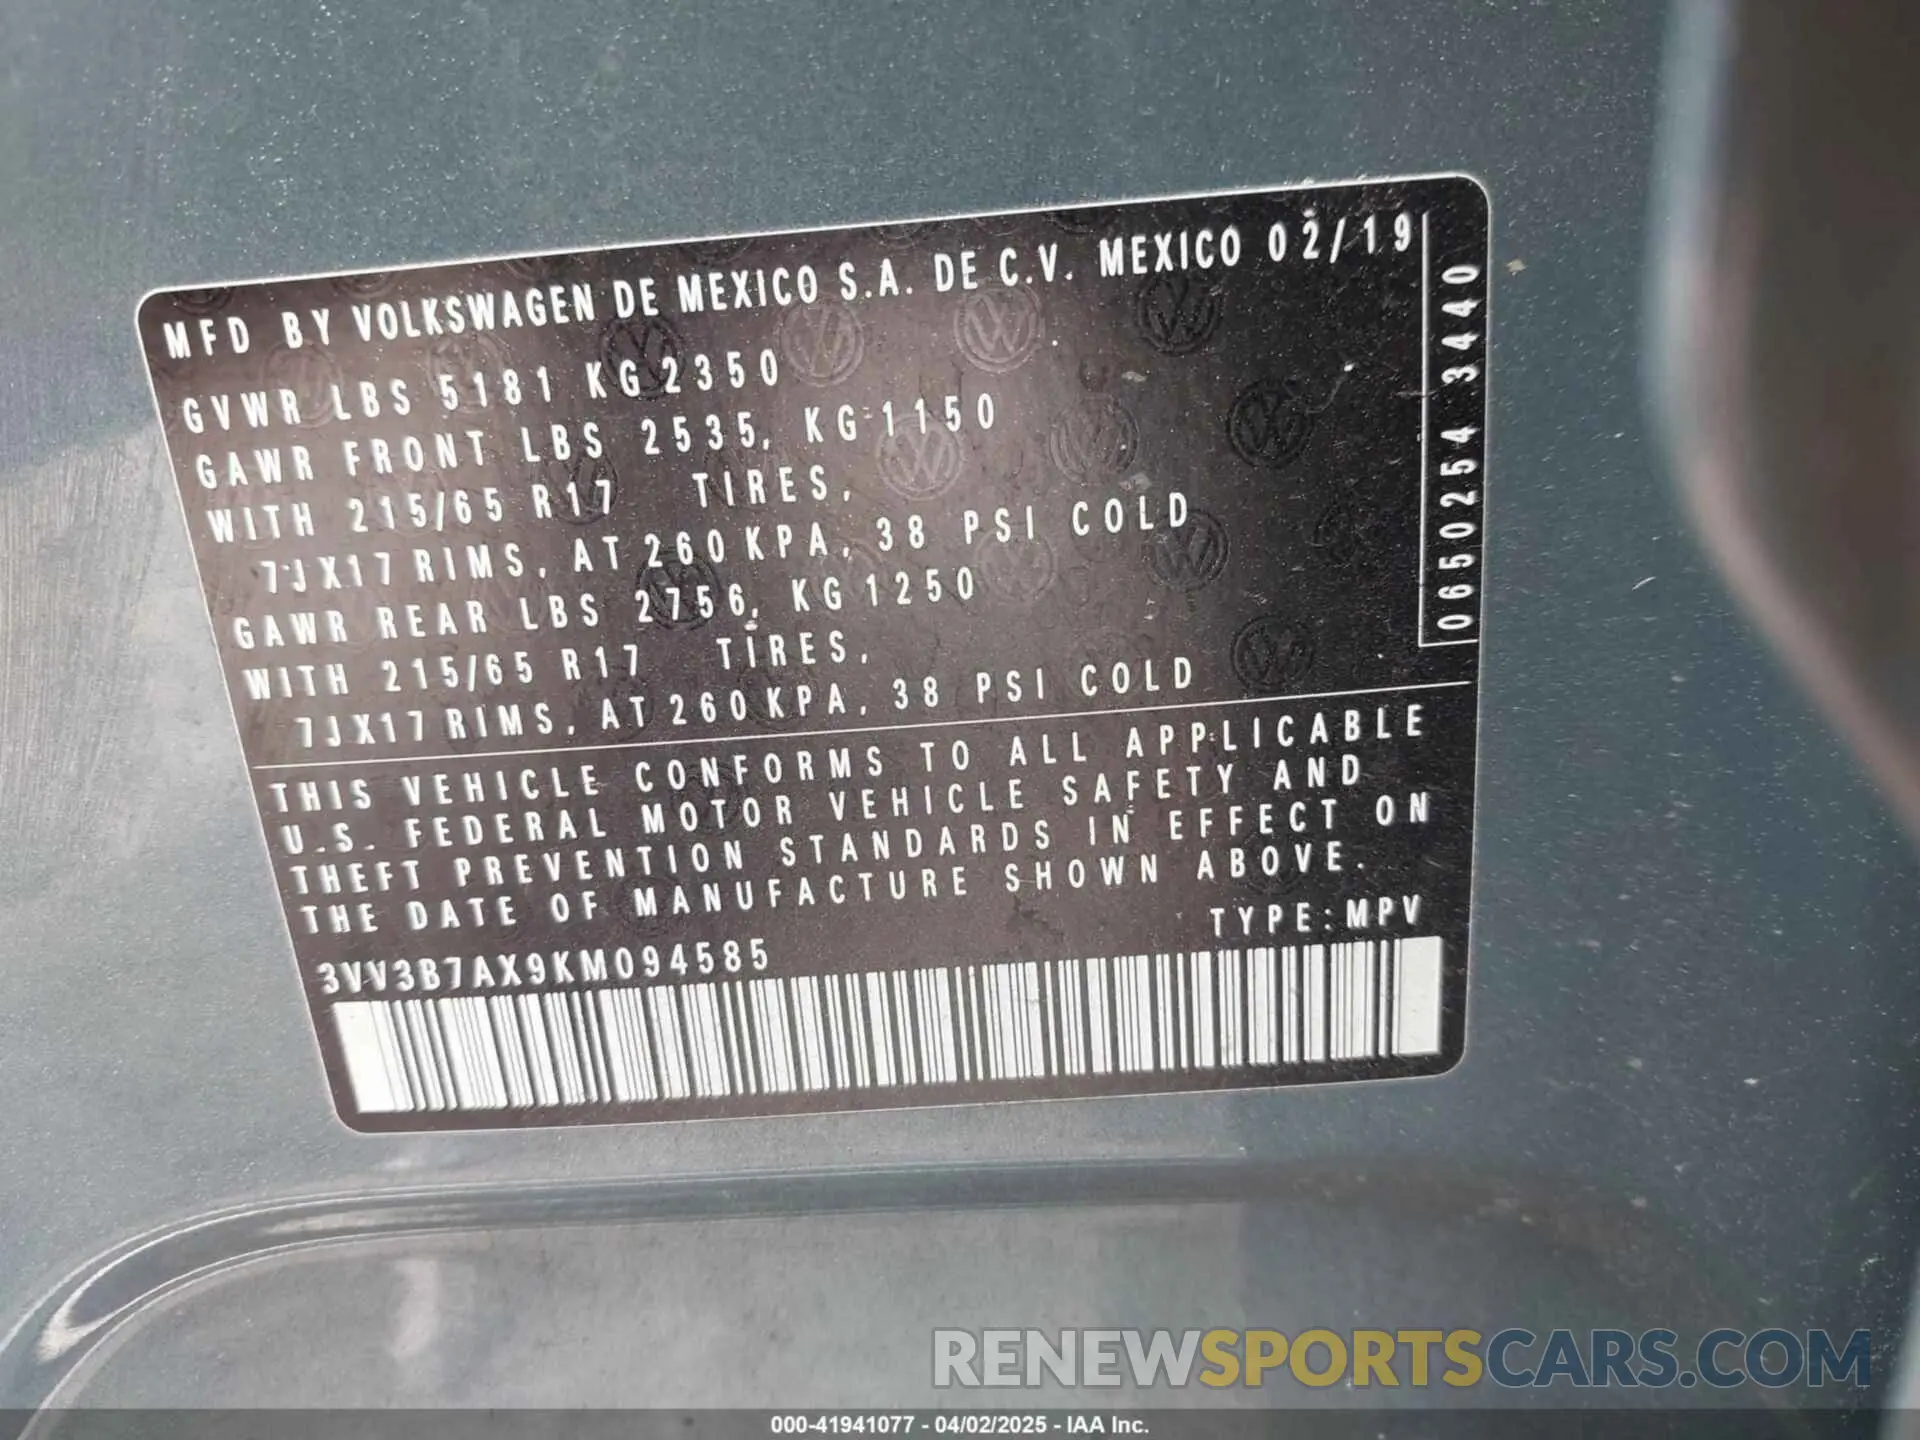 MFD BY VOLKSWAGEN DE MEXICO S.A. DE C.V. MEXICO 02/19
GVWR LBS 5181 KG 2350
GAWR FRONT LBS 2535, KG 1150
WITH 215/65 R17 TIRES,
7JX17 RIMS, AT 260 KPA, 38 PSI COLD
GAWR REAR LBS 2756, KG 1250
WITH 215/65 R17 TIRES,
7JX17 RIMS, AT 260 KPA, 38 PSI COLD
0650254 3440
THIS VEHICLE CONFORMS TO ALL APPLICABLE
U.S. FEDERAL MOTOR VEHICLE SAFETY AND
THEFT PREVENTION STANDARDS IN EFFECT ON
THE DATE OF MANUFACTURE SHOWN ABOVE.
TYPE: MPV
3VV3B7AX9KM094585
RENEWSPORTSCARS.COM
000-41941077 - 04/02/2025 - IAA Inc.